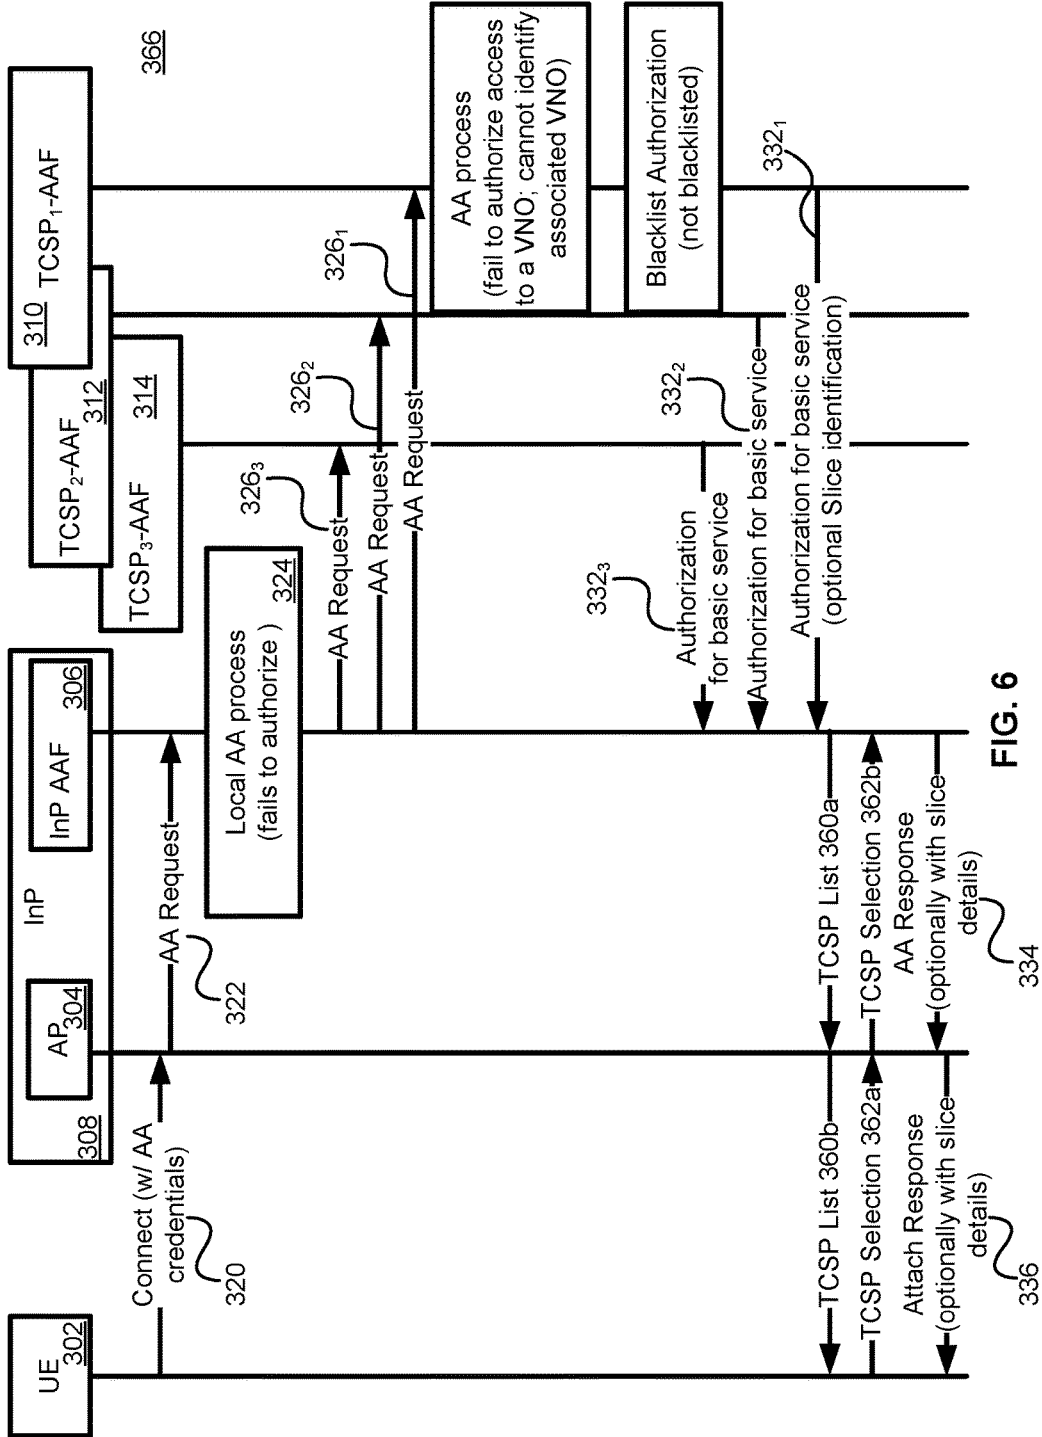 UE
302
308
InP
AP
304
InP AAF
306
TCSP₃-AAF
314
TCSP₂-AAF
312
310
TCSP₁-AAF
366
Connect (w/ AA
credentials)
320
AA Request
322
Local AA process
(fails to authorize )
324
AA Request
326₃
AA Request
326₂
AA Request
326₁
AA process
(fail to authorize access
to a VNO; cannot identify
associated VNO)
Blacklist Authorization
(not blacklisted)
Authorization
for basic service
332₃
Authorization for basic service
332₂
Authorization for basic service
(optional Slice identification)
332₁
TCSP List 360b
TCSP List 360a
TCSP Selection 362a
TCSP Selection 362b
AA Response
(optionally with slice
details)
334
Attach Response
(optionally with slice
details)
336
FIG. 6